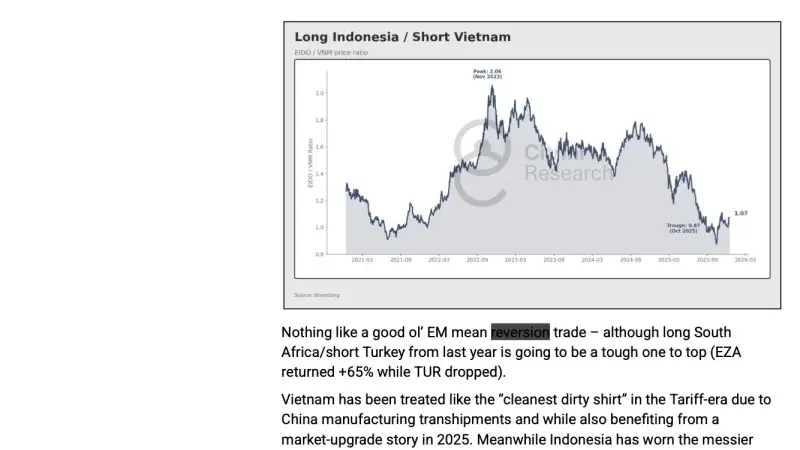 Long Indonesia / Short Vietnam
EIDO / VNM price ratio
Peak: 2.06
(Nov 2022)
2.0
1.8
1.6
1.4
1.2
1.0
0.8
EIDO / VNM Ratio
Research
1.07
Trough: 0.87
(Oct 2025)
2021-03
2021-09
2022-03
2022-09
2023-03
2023-09
2024-03
2024-09
2025-03
2025-09
2026-03
Source: Bloomberg
Nothing like a good ol’ EM mean reversion trade – although long South
Africa/short Turkey from last year is going to be a tough one to top (EZA
returned +65% while TUR dropped).
Vietnam has been treated like the “cleanest dirty shirt” in the Tariff-era due to
China manufacturing transhipments and while also benefiting from a
market-upgrade story in 2025. Meanwhile Indonesia has worn the messier